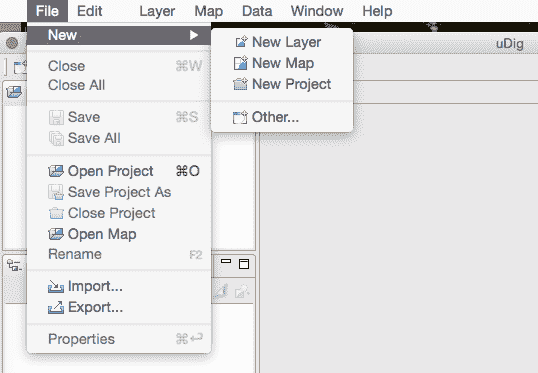 File Edit Layer Map Data Window Help
uDig
New
Close ⌘W
Close All
Save ⌘S
Save All
Open Project ⌘O
Save Project As
Close Project
Open Map
Rename F2
Import...
Export...
Properties ⌘↩
New Layer
New Map
New Project
Other...